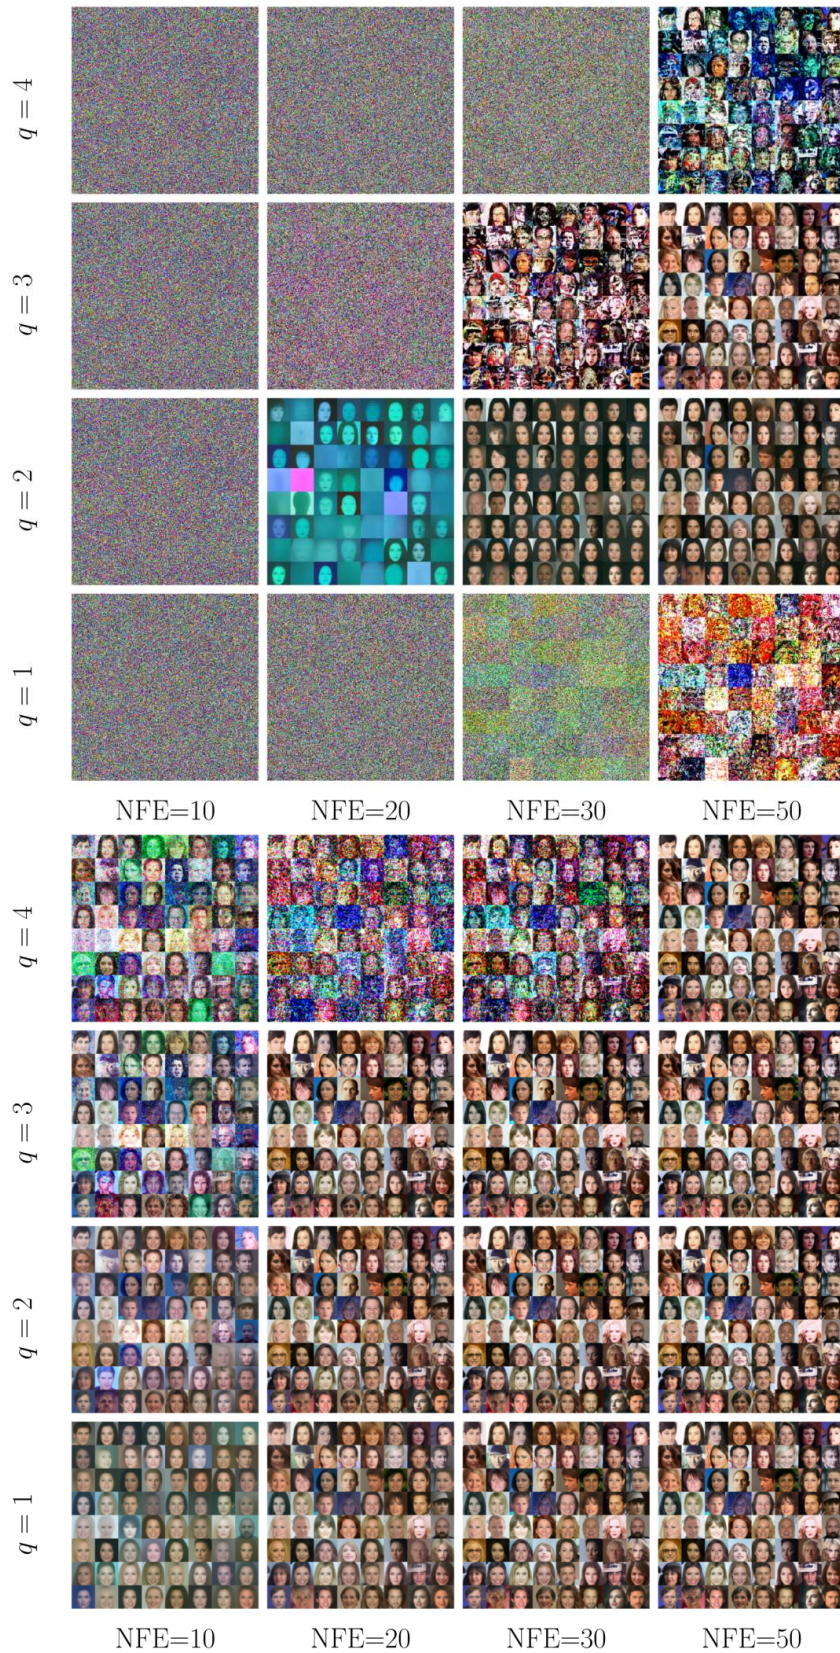 q = 4
q = 3
q = 2
q = 1
NFE=10 NFE=20 NFE=30 NFE=50
q = 4
q = 3
q = 2
q = 1
NFE=10 NFE=20 NFE=30 NFE=50